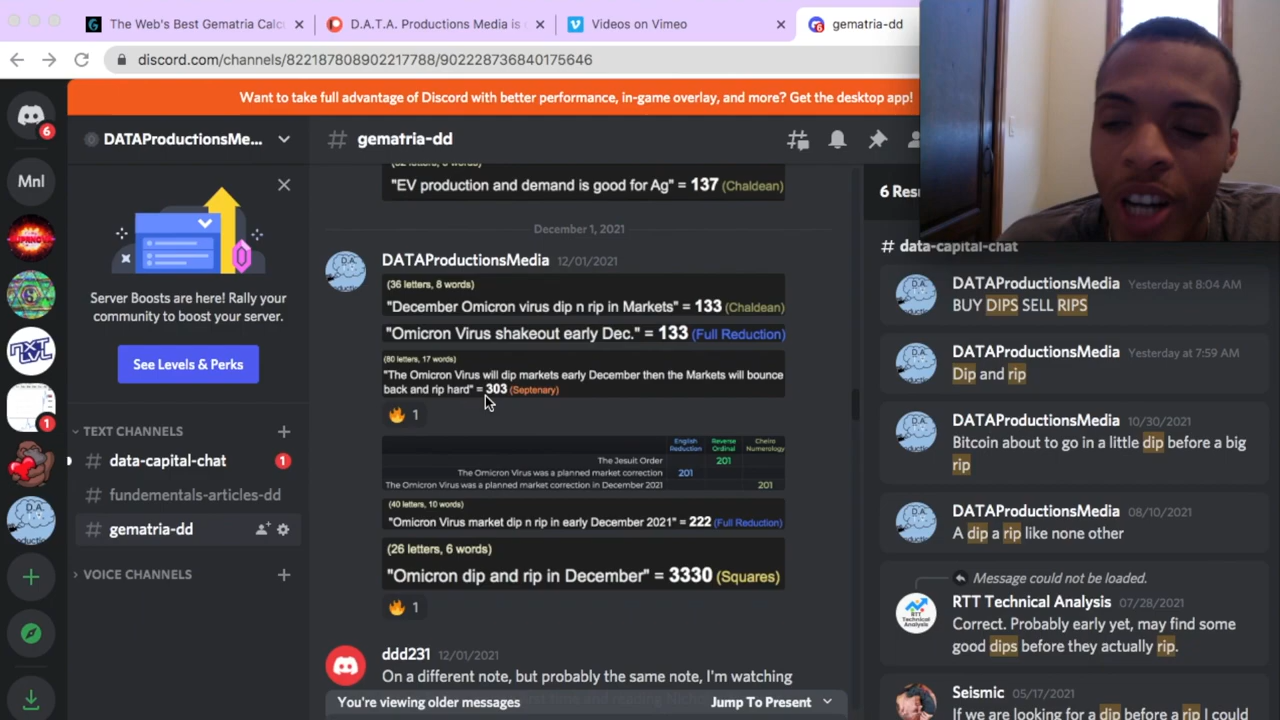 The Web's Best Gematria Calc
D.A.T.A. Productions Media is
Videos on Vimeo
gematria-dd
discord.com/channels/822187808902217788/902228736840175646
Want to take full advantage of Discord with better performance, in-game overlay, and more? Get the desktop app!
6
DATAProductionsMe...
# gematria-dd
6
Mnl
Server Boosts are here! Rally your
community to boost your server.
See Levels & Perks
TEXT CHANNELS
# data-capital-chat
1
# fundementals-articles-dd
# gematria-dd
VOICE CHANNELS
1
"EV production and demand is good for Ag" = 137 (Chaldean)
December 1, 2021
DATAProductionsMedia 12/01/2021
(36 letters, 8 words)
"December Omicron virus dip n rip in Markets" = 133 (Chaldean)
"Omicron Virus shakeout early Dec." = 133 (Full Reduction)
(80 letters, 17 words)
"The Omicron Virus will dip markets early December then the Markets will bounce
back and rip hard" = 303 (Septenary)
1
English Reduction
Reverse Ordinal
Cheiro Numerology
The Jesuit Order 201
The Omicron Virus was a planned market correction 201
The Omicron Virus was a planned market correction in December 2021 201
(40 letters, 10 words)
"Omicron Virus market dip n rip in early December 2021" = 222 (Full Reduction)
(26 letters, 6 words)
"Omicron dip and rip in December" = 3330 (Squares)
1
ddd231 12/01/2021
On a different note, but probably the same note, I'm watching
You're viewing older messages
Jump To Present
6 Resu
# data-capital-chat
DATAProductionsMedia Yesterday at 8:04 AM
BUY DIPS SELL RIPS
DATAProductionsMedia Yesterday at 7:59 AM
Dip and rip
DATAProductionsMedia 10/30/2021
Bitcoin about to go in a little dip before a big
rip
DATAProductionsMedia 08/10/2021
A dip a rip like none other
Message could not be loaded.
RTT Technical Analysis 07/28/2021
Correct. Probably early yet, may find some
good dips before they actually rip.
Seismic 05/17/2021
If we are looking for a dip before a rip I could